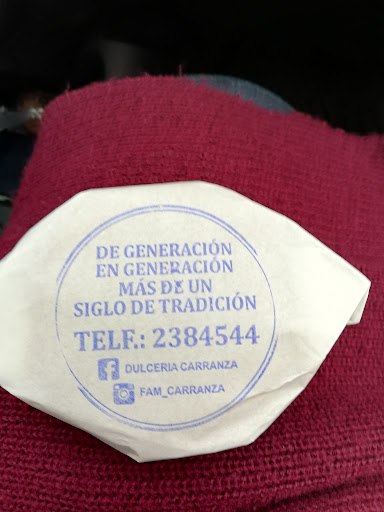 DE GENERACIÓN
EN GENERACIÓN
MÁS DE UN
SIGLO DE TRADICIÓN
TELF.: 2384544
DULCERIA CARRANZA
FAM_CARRANZA